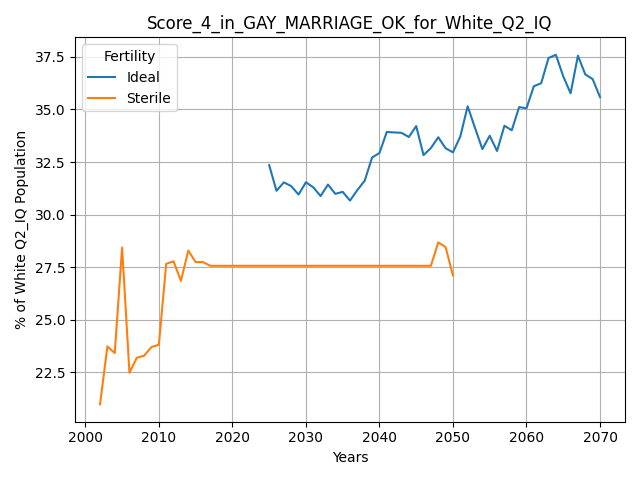 Score_4_in_GAY_MARRIAGE_OK_for_White_Q2_IQ
Fertility
Ideal
Sterile
% of White Q2_IQ Population
37.5
35.0
32.5
30.0
27.5
25.0
22.5
2000 2010 2020 2030 2040 2050 2060 2070
Years